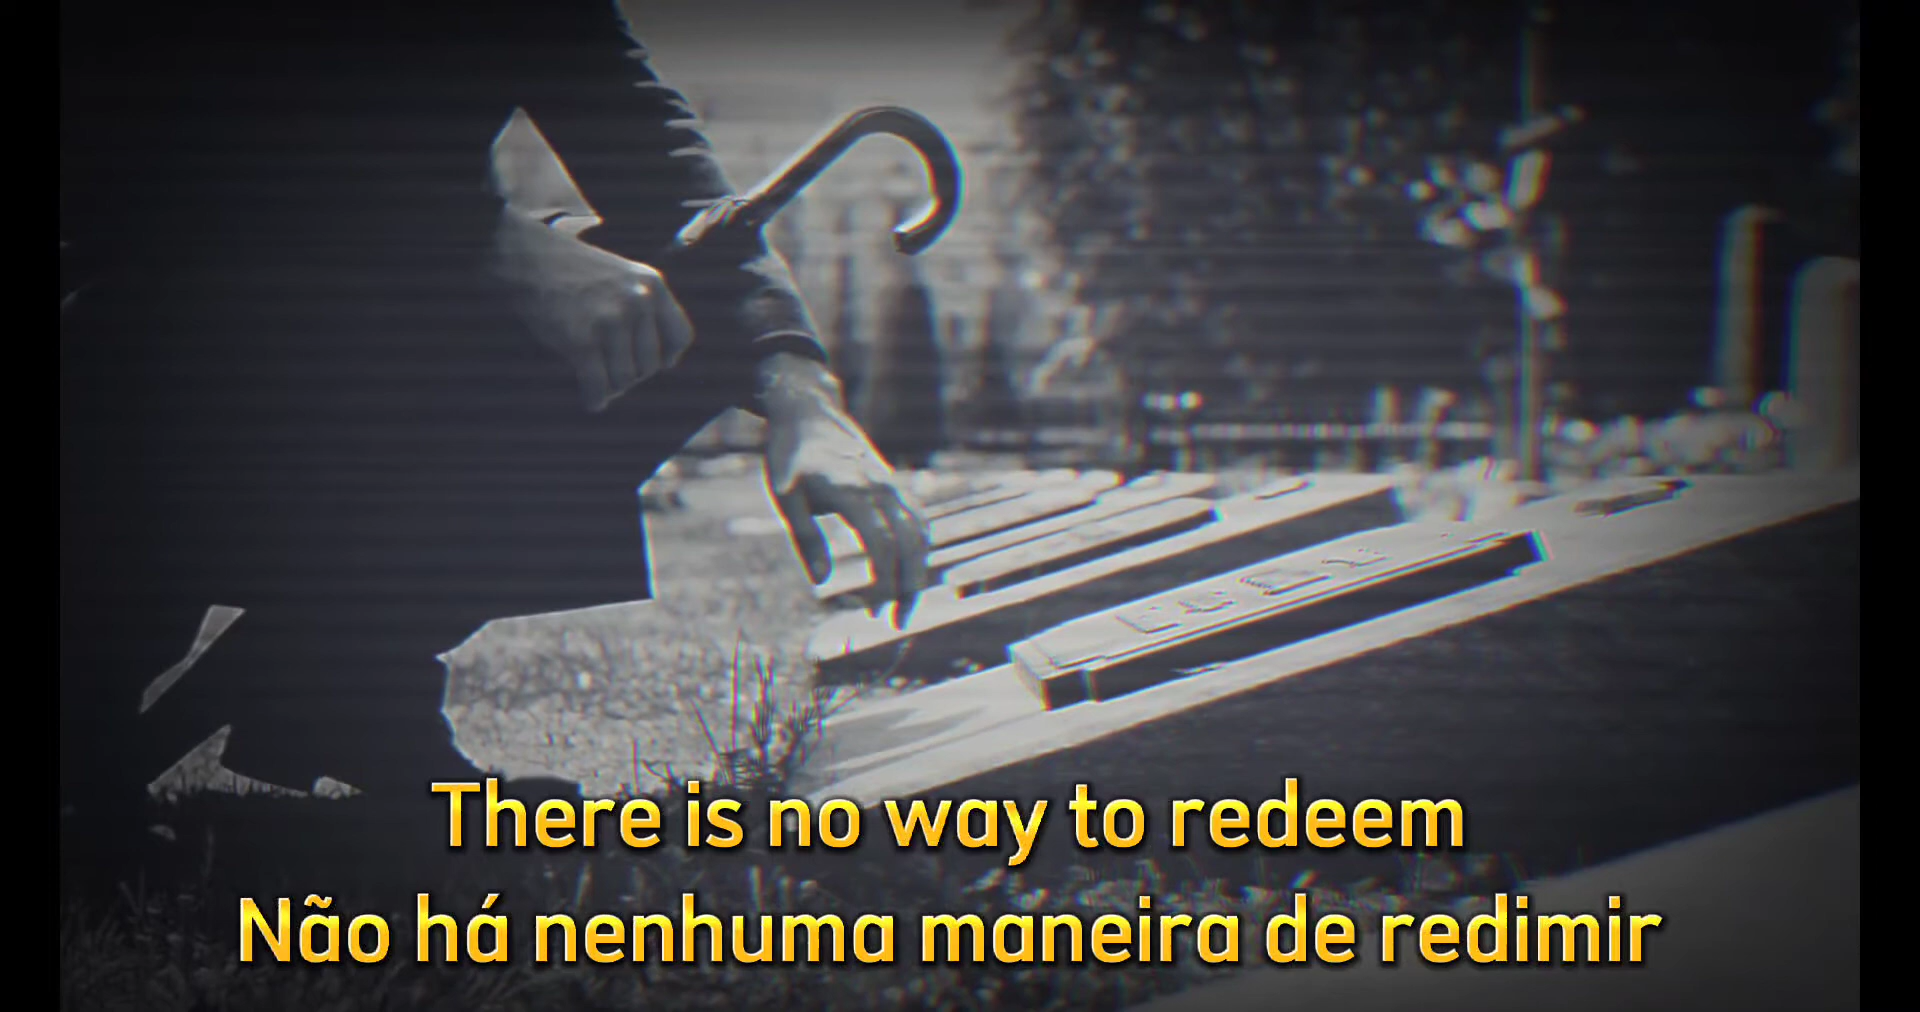 There is no way to redeem
Não há nenhuma maneira de redimir